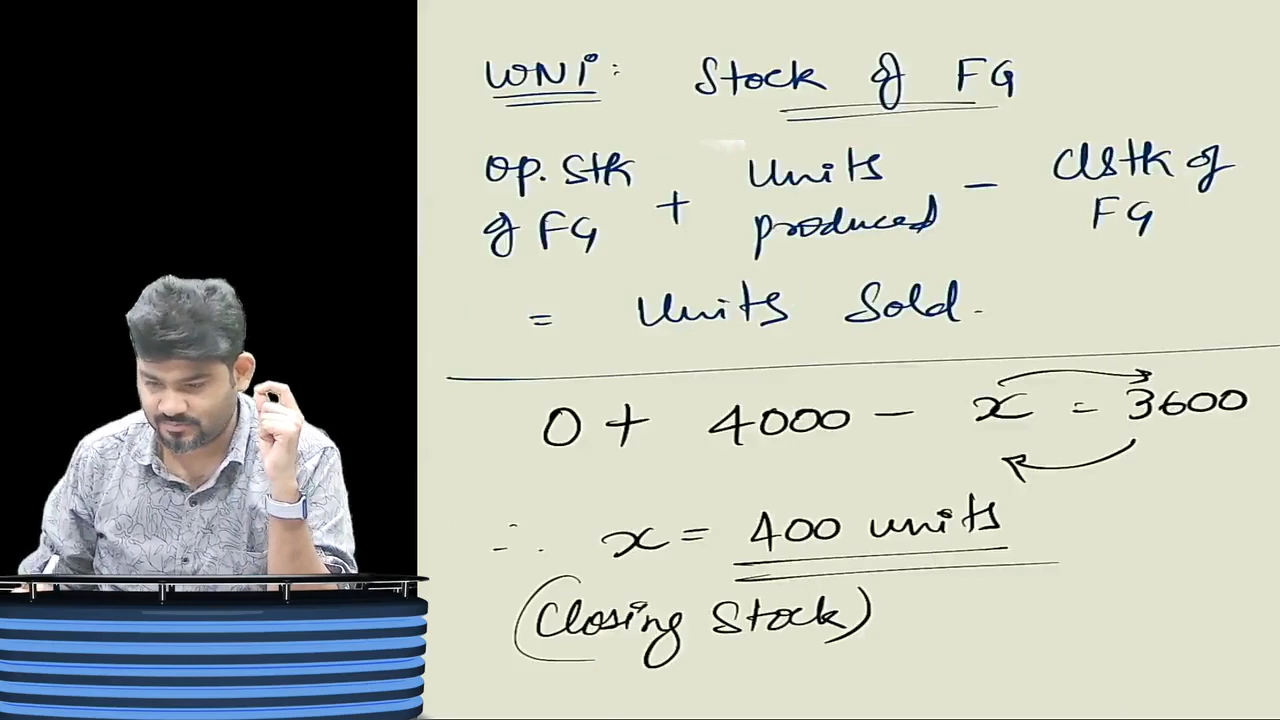 WN1: Stock of FG
Op. Stk of FG + Units produced - Cl Stk of FG
= Units Sold.
0 + 4000 - x = 3600
∴ x = 400 units
(Closing Stock)